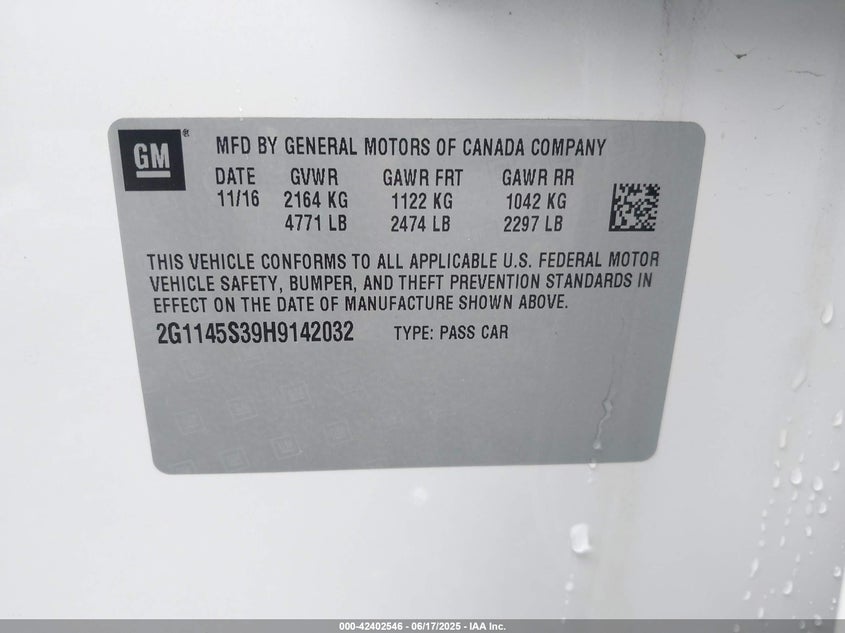 GM ®
MFD BY GENERAL MOTORS OF CANADA COMPANY
DATE GVWR GAWR FRT GAWR RR
11/16 2164 KG 1122 KG 1042 KG
4771 LB 2474 LB 2297 LB
THIS VEHICLE CONFORMS TO ALL APPLICABLE U.S. FEDERAL MOTOR
VEHICLE SAFETY, BUMPER, AND THEFT PREVENTION STANDARDS IN
EFFECT ON THE DATE OF MANUFACTURE SHOWN ABOVE.
2G1145S39H9142032 TYPE: PASS CAR
000-42402546 - 06/17/2025 - IAA Inc.